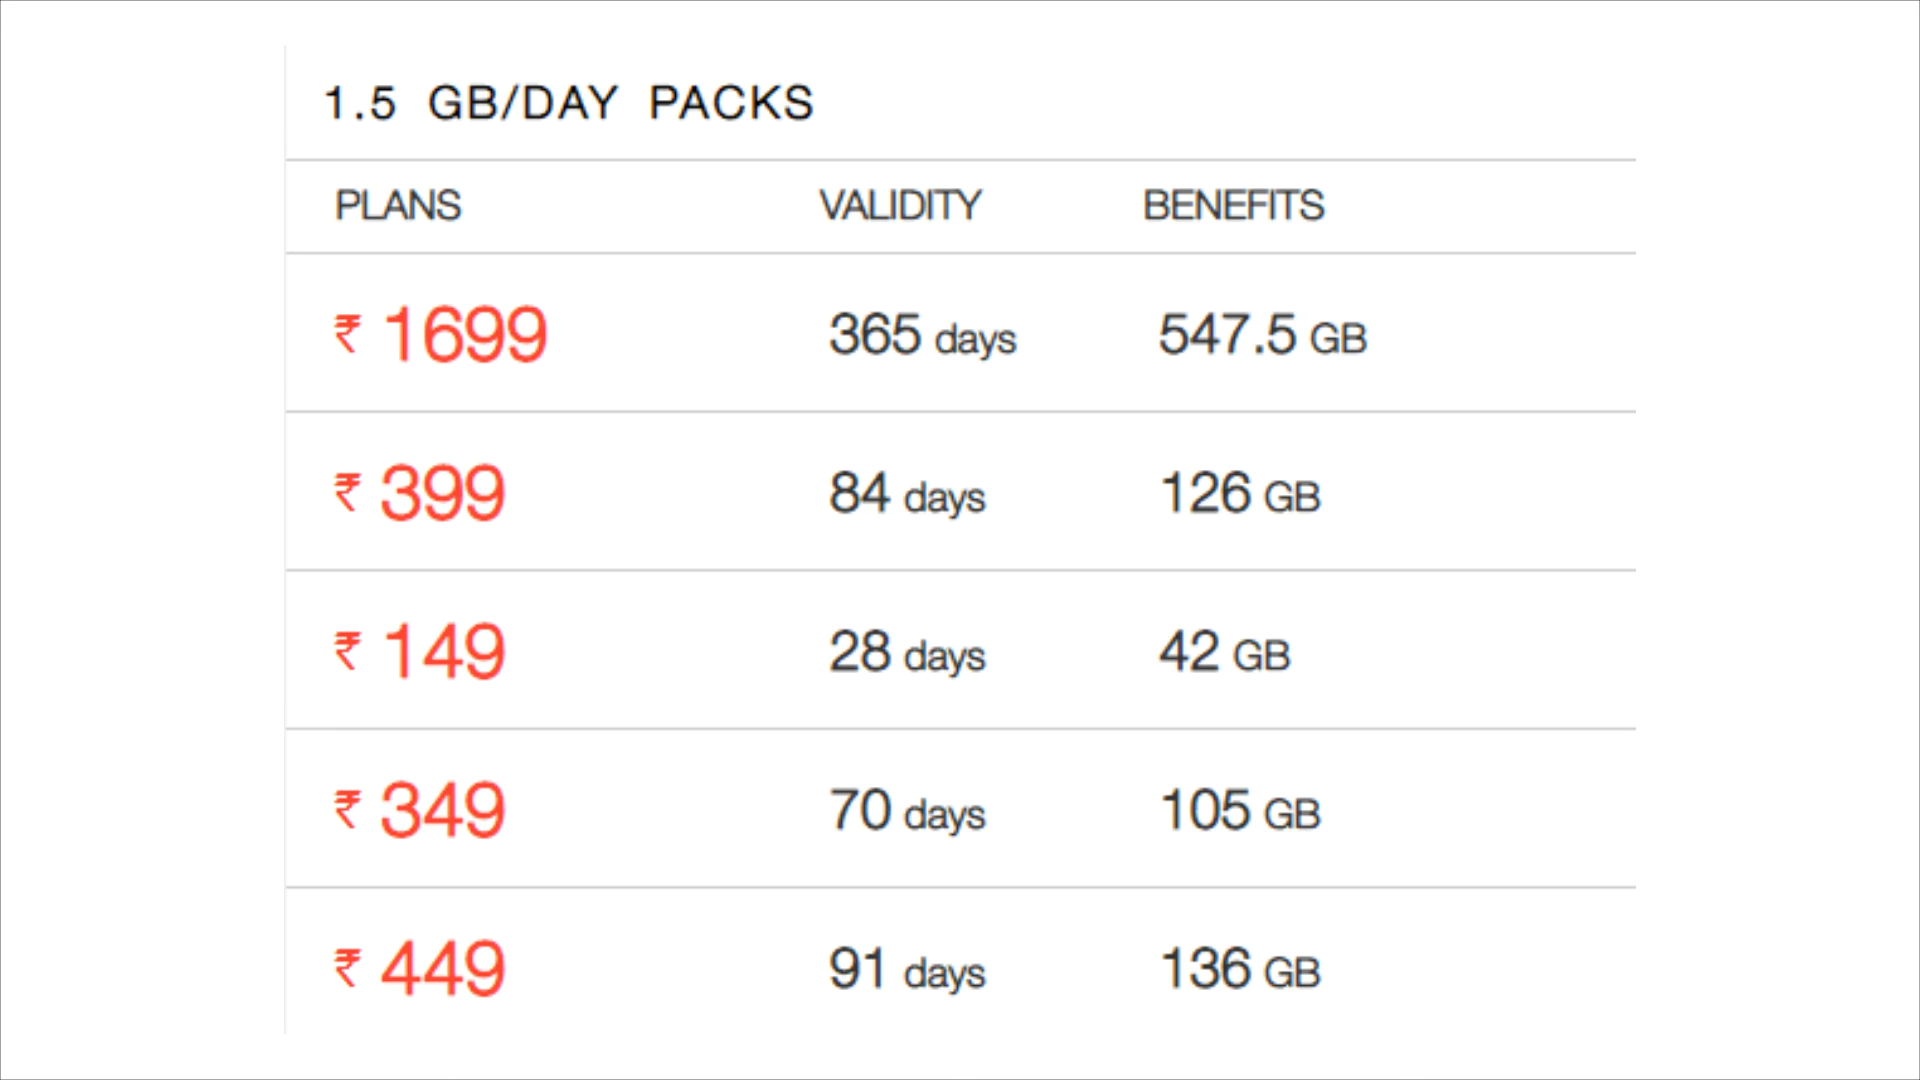 1.5 GB/DAY PACKS
PLANS VALIDITY BENEFITS
₹ 1699 365 days 547.5 GB
₹ 399 84 days 126 GB
₹ 149 28 days 42 GB
₹ 349 70 days 105 GB
₹ 449 91 days 136 GB